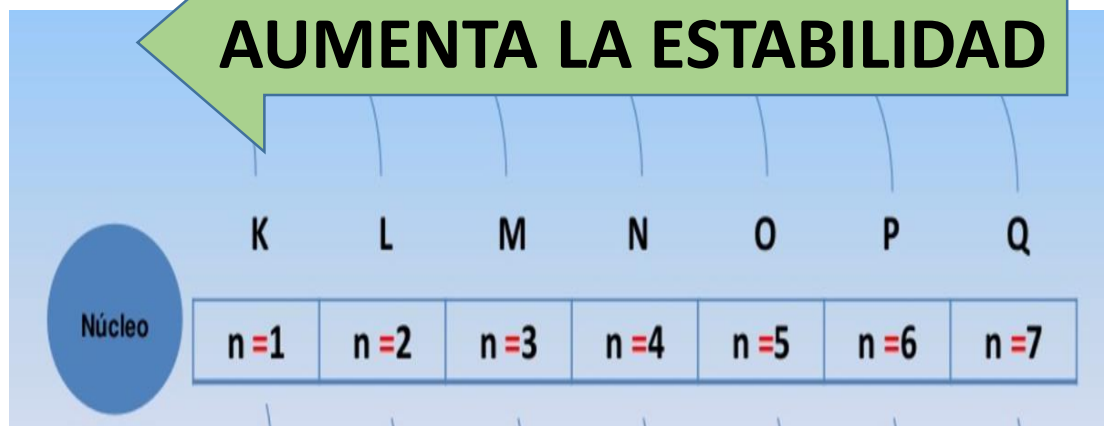 AUMENTA LA ESTABILIDAD
K L M N O P Q
Núcleo
n =1 n =2 n =3 n =4 n =5 n =6 n =7